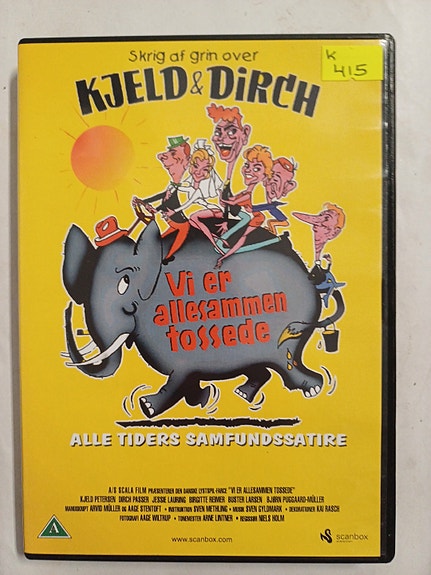 Skrig af grin over
K
415
KJELD & DIRCH
Vi er
allesammen
tossede
ALLE TIDERS SAMFUNDSSATIRE
A/S SCALA FILM PRÆSENTERER DEN DANSKE LYSTSPIL-FARCE "VI ER ALLESAMMEN TOSSEDE"
KJELD PETERSEN DIRCH PASSER JESSIE LAURING BIRGITTE REIMER BUSTER LARSEN BJØRN PUGGAARD-MÜLLER
MANUSKRIPT ARVID MÜLLER OG AAGE STENTOFT • INSTRUKTION SVEN METHLING • MUSIK SVEN GYLDMARK • DEKORATIONER KAI RASCH
FOTOGRAFI AAGE WILTRUP • TONEMESTER ARNE LINTNER • REGISSØR NIELS HOLM
A
www.scanbox.com
scanbox